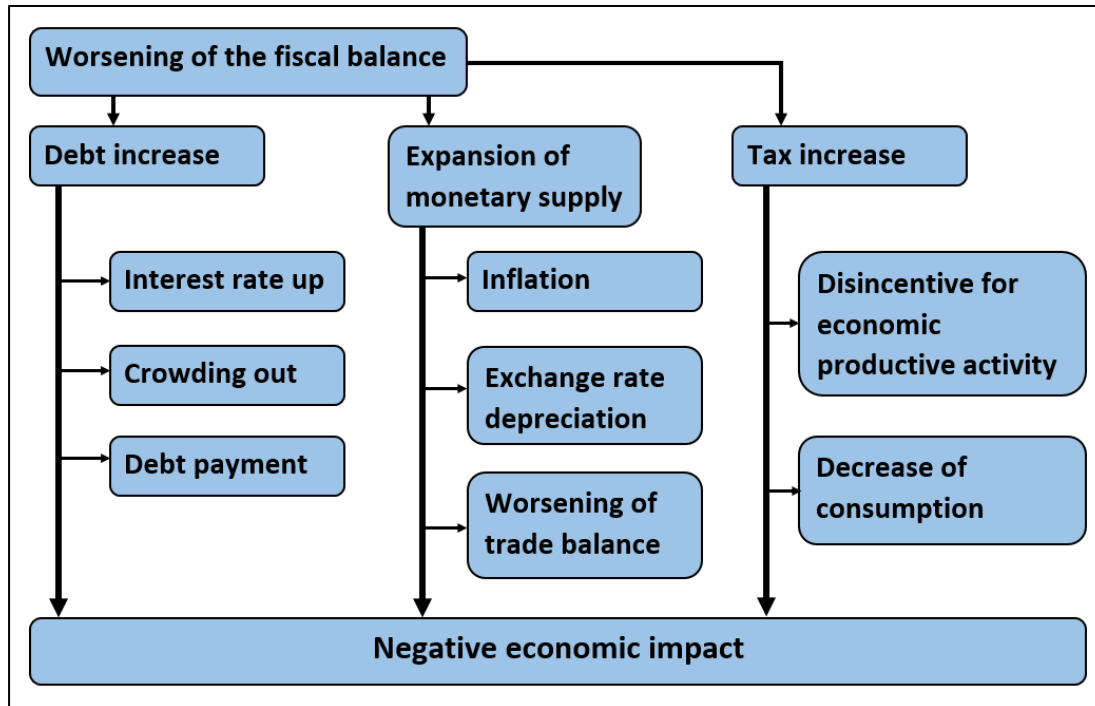 Worsening of the fiscal balance
Debt increase
Expansion of
monetary supply
Tax increase
Interest rate up
Crowding out
Debt payment
Inflation
Exchange rate
depreciation
Worsening of
trade balance
Disincentive for
economic
productive activity
Decrease of
consumption
Negative economic impact